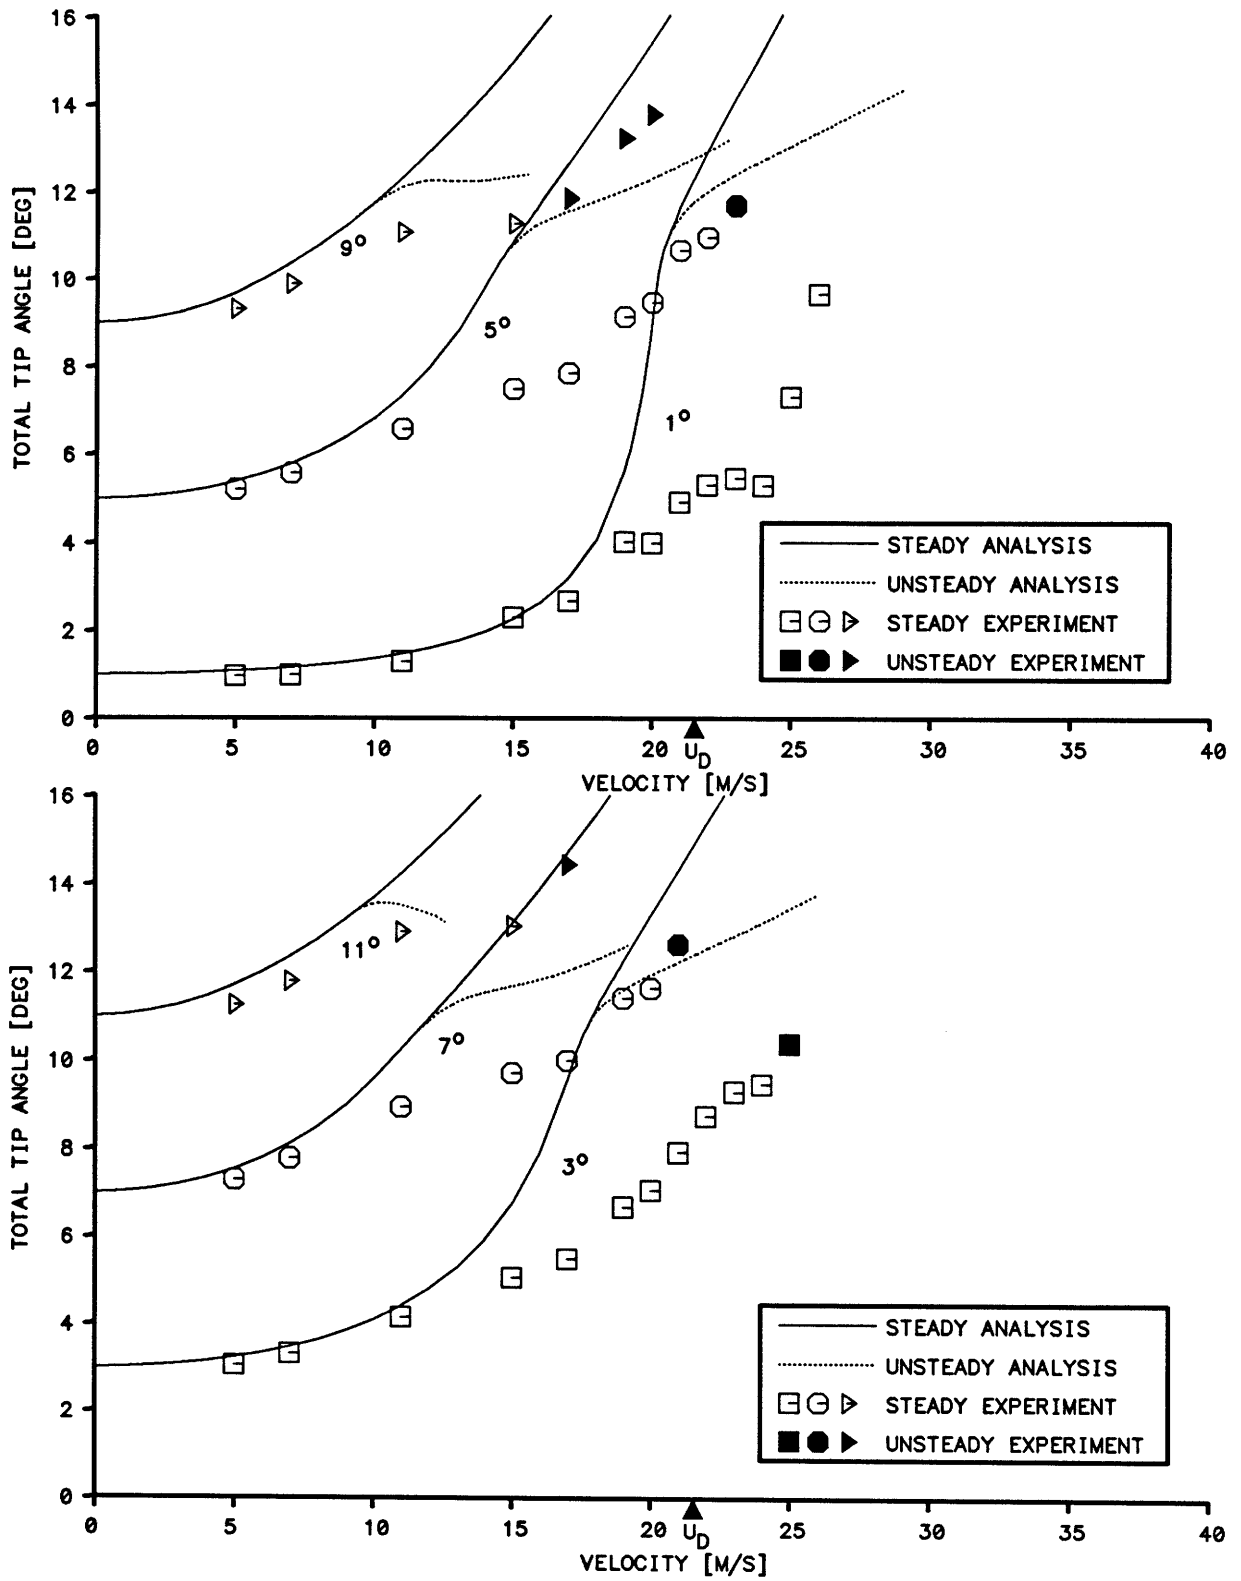 16
14
12
10
8
6
4
2
0
TOTAL TIP ANGLE [DEG]
9°
5°
1°
STEADY ANALYSIS
UNSTEADY ANALYSIS
STEADY EXPERIMENT
UNSTEADY EXPERIMENT
0 5 10 15 20 25 30 35 40
U_D
VELOCITY [M/S]
16
14
12
10
8
6
4
2
0
TOTAL TIP ANGLE [DEG]
11°
7°
3°
STEADY ANALYSIS
UNSTEADY ANALYSIS
STEADY EXPERIMENT
UNSTEADY EXPERIMENT
0 5 10 15 20 25 30 35 40
U_D
VELOCITY [M/S]